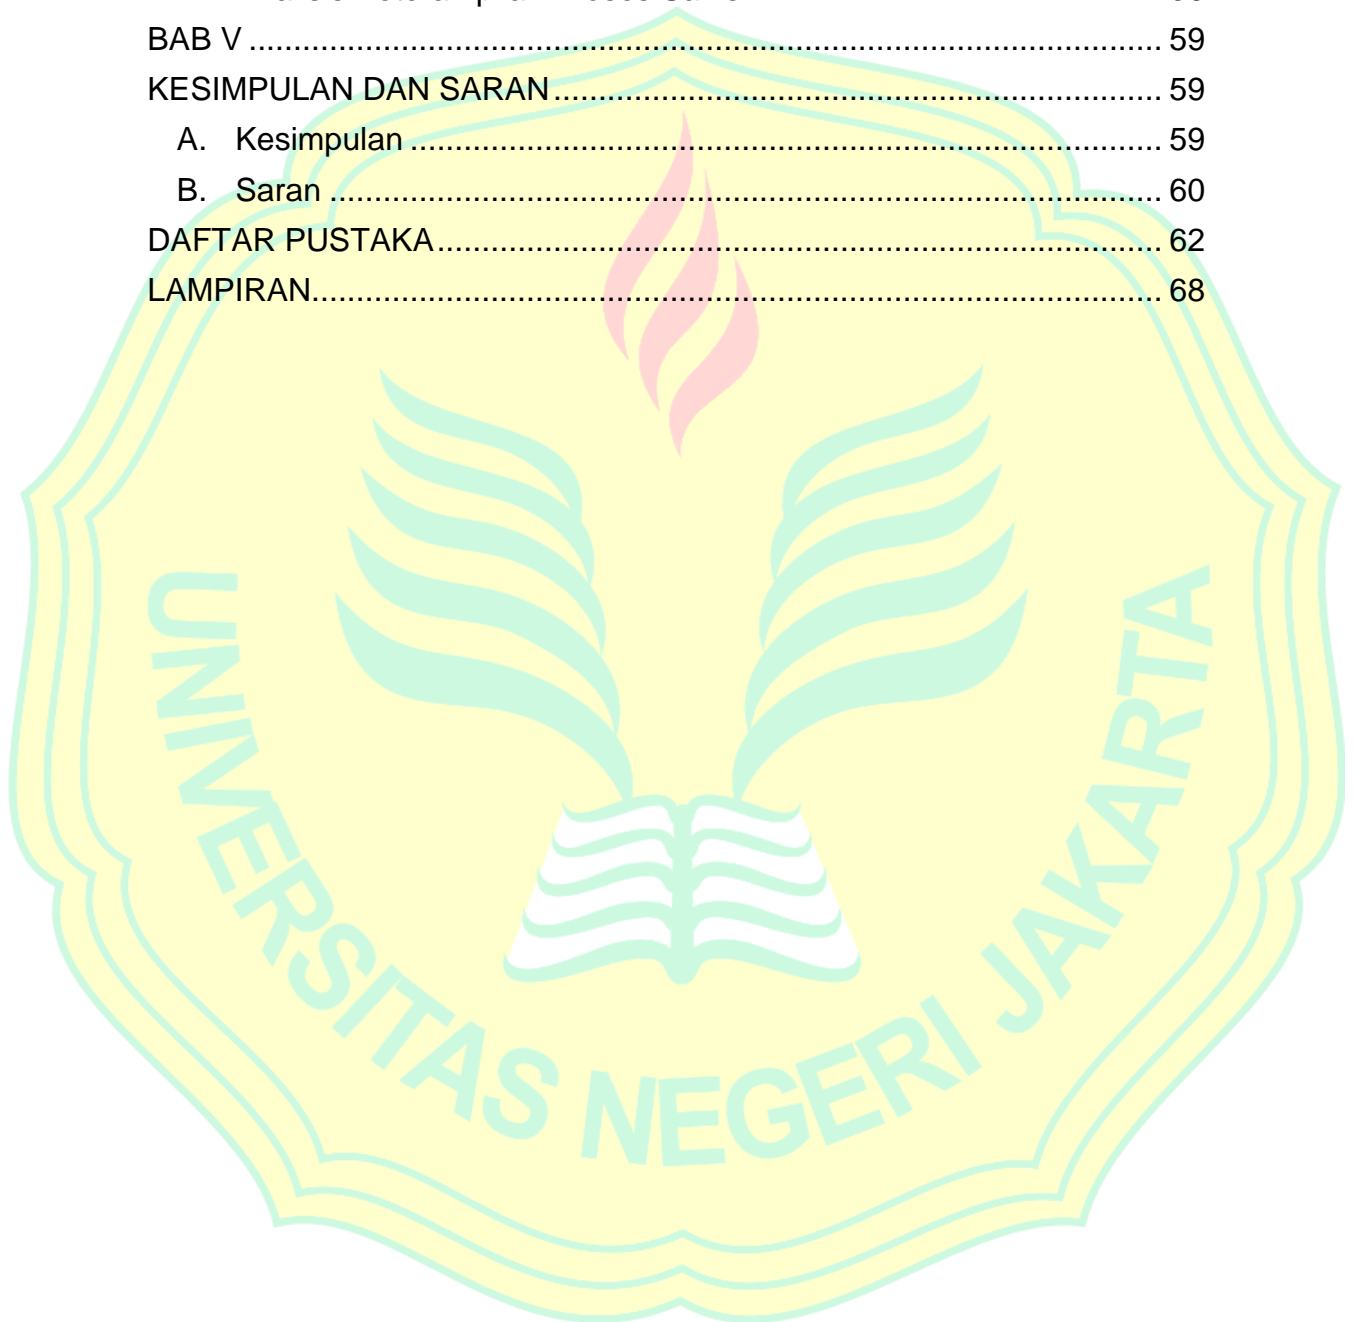 BAB V ........................................................................................................ 59
KESIMPULAN DAN SARAN ..................................................................... 59
A. Kesimpulan ...................................................................................... 59
B. Saran ............................................................................................... 60
DAFTAR PUSTAKA ................................................................................... 62
LAMPIRAN ................................................................................................. 68
UNIVERSITAS NEGERI JAKARTA